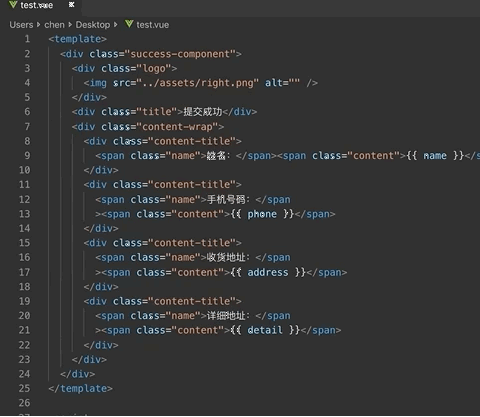 test.vue
Users > chen > Desktop > test.vue
1 <template>
2 <div class="success-component">
3 <div class="logo">
4 <img src="../assets/right.png" alt="" />
5 </div>
6 <div class="title">提交成功</div>
7 <div class="content-wrap">
8 <div class="content-title">
9 <span class="name">姓名：</span><span class="content">{{ name }}</s
10 </div>
11 <div class="content-title">
12 <span class="name">手机号码：</span
13 ><span class="content">{{ phone }}</span>
14 </div>
15 <div class="content-title">
16 <span class="name">收货地址：</span
17 ><span class="content">{{ address }}</span>
18 </div>
19 <div class="content-title">
20 <span class="name">详细地址：</span
21 ><span class="content">{{ detail }}</span>
22 </div>
23 </div>
24 </div>
25 </template>
26